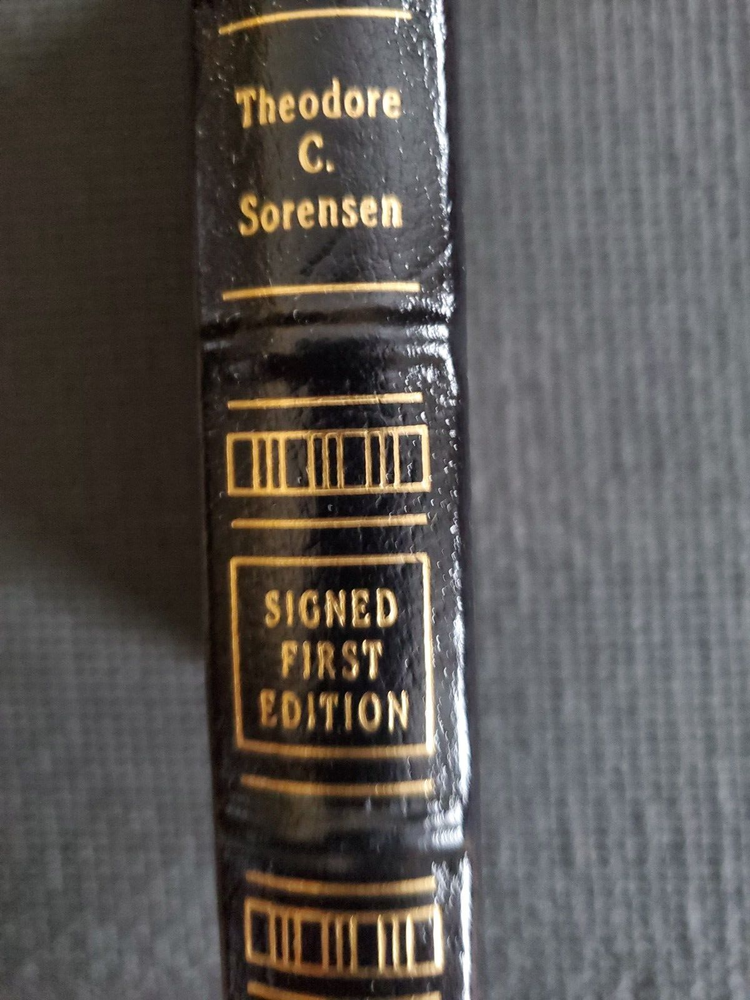 Theodore
C.
Sorensen
SIGNED
FIRST
EDITION